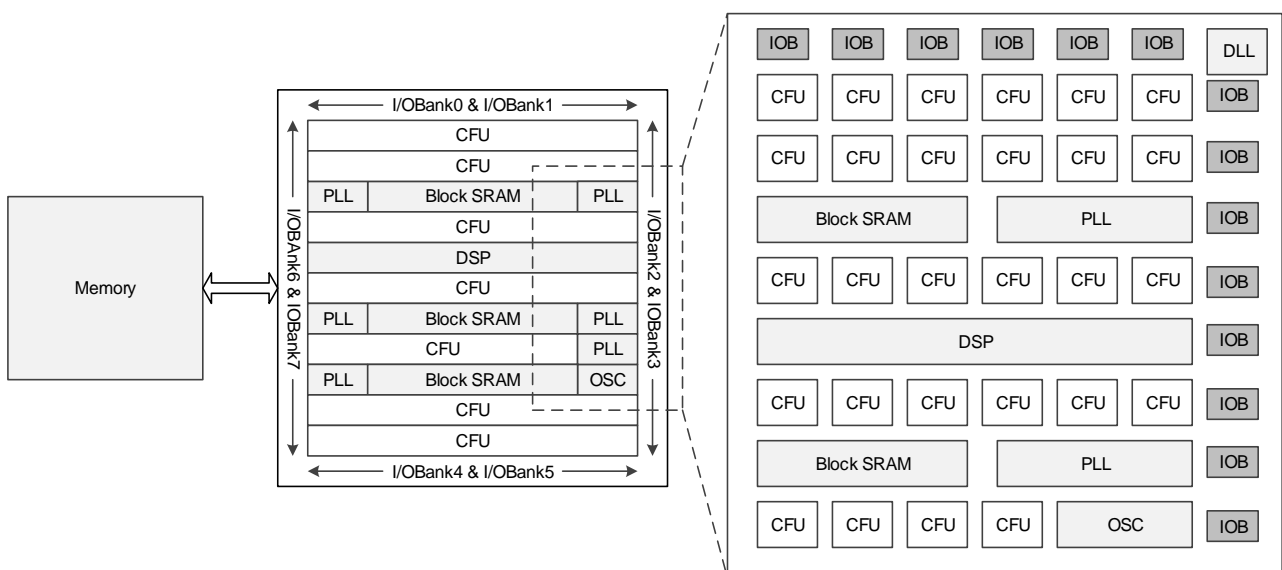 Memory
I/OBank0 & I/OBank1
I/OBAnk6 & IOBank7
CFU
CFU
PLL Block SRAM PLL
CFU
DSP
CFU
PLL Block SRAM PLL
CFU PLL
PLL Block SRAM OSC
CFU
CFU
I/OBank2 & IOBank3
I/OBank4 & I/OBank5
IOB IOB IOB IOB IOB IOB DLL
CFU CFU CFU CFU CFU CFU IOB
CFU CFU CFU CFU CFU CFU IOB
Block SRAM PLL IOB
CFU CFU CFU CFU CFU CFU IOB
DSP IOB
CFU CFU CFU CFU CFU CFU IOB
Block SRAM PLL IOB
CFU CFU CFU CFU OSC IOB